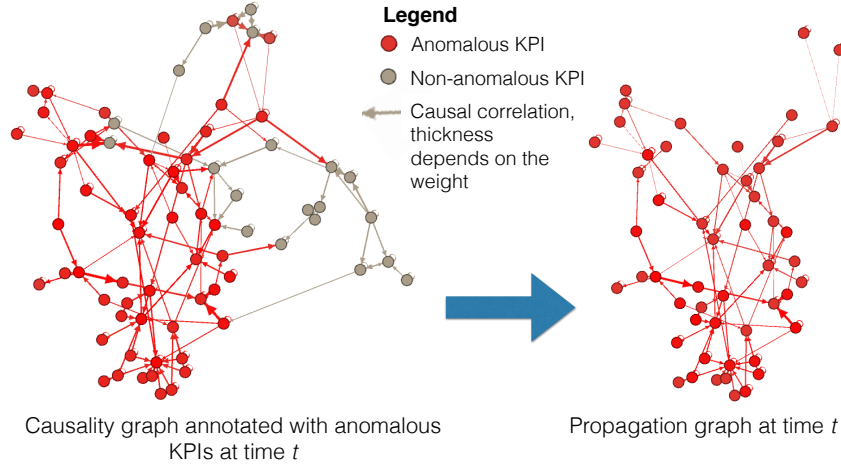 Legend
Anomalous KPI
Non-anomalous KPI
Causal correlation,
thickness
depends on the
weight
Causality graph annotated with anomalous
KPIs at time t
Propagation graph at time t